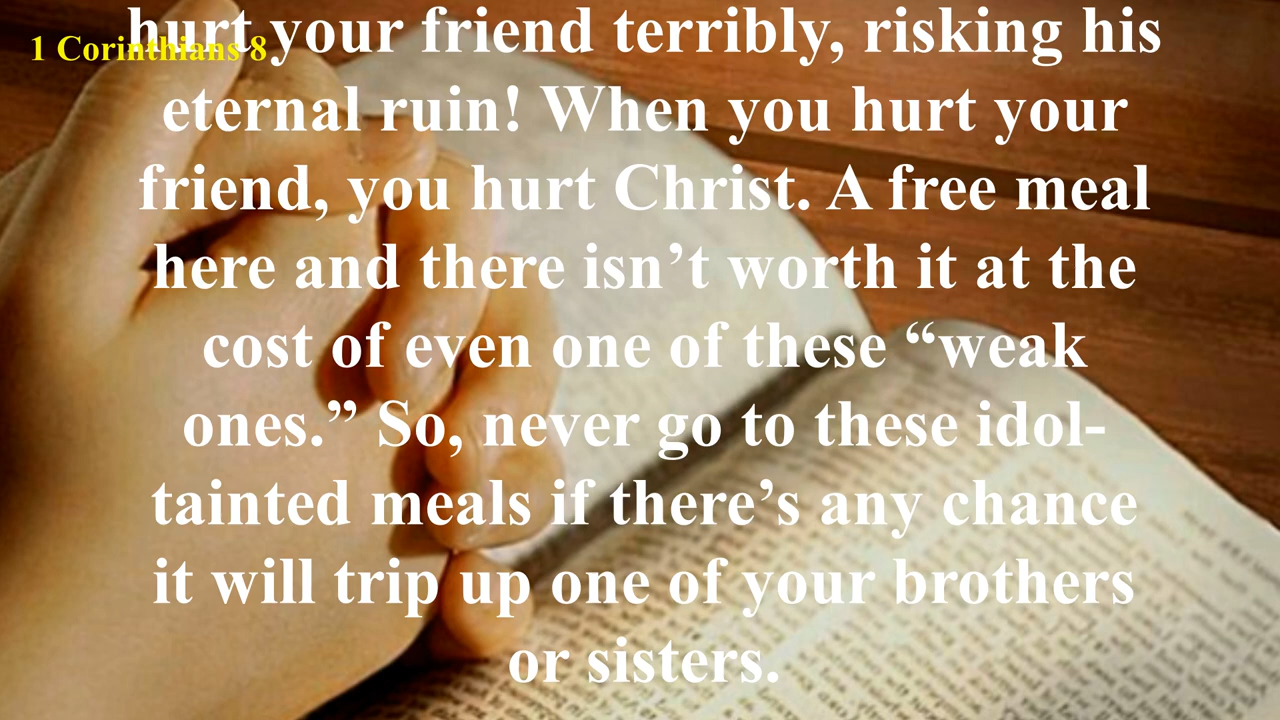 1 Corinthians 8
hurt your friend terribly, risking his
eternal ruin! When you hurt your
friend, you hurt Christ. A free meal
here and there isn’t worth it at the
cost of even one of these “weak
ones.” So, never go to these idol-
tainted meals if there’s any chance
it will trip up one of your brothers
or sisters.